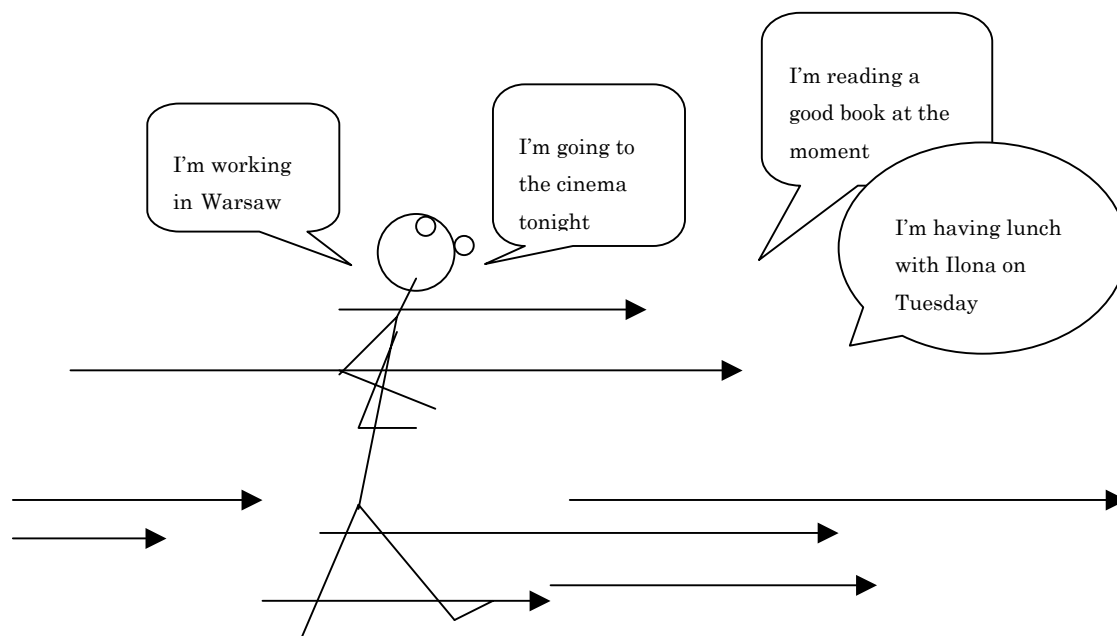 I'm working
in Warsaw
I'm going to
the cinema
tonight
I'm reading a
good book at the
moment
I'm having lunch
with Ilona on
Tuesday